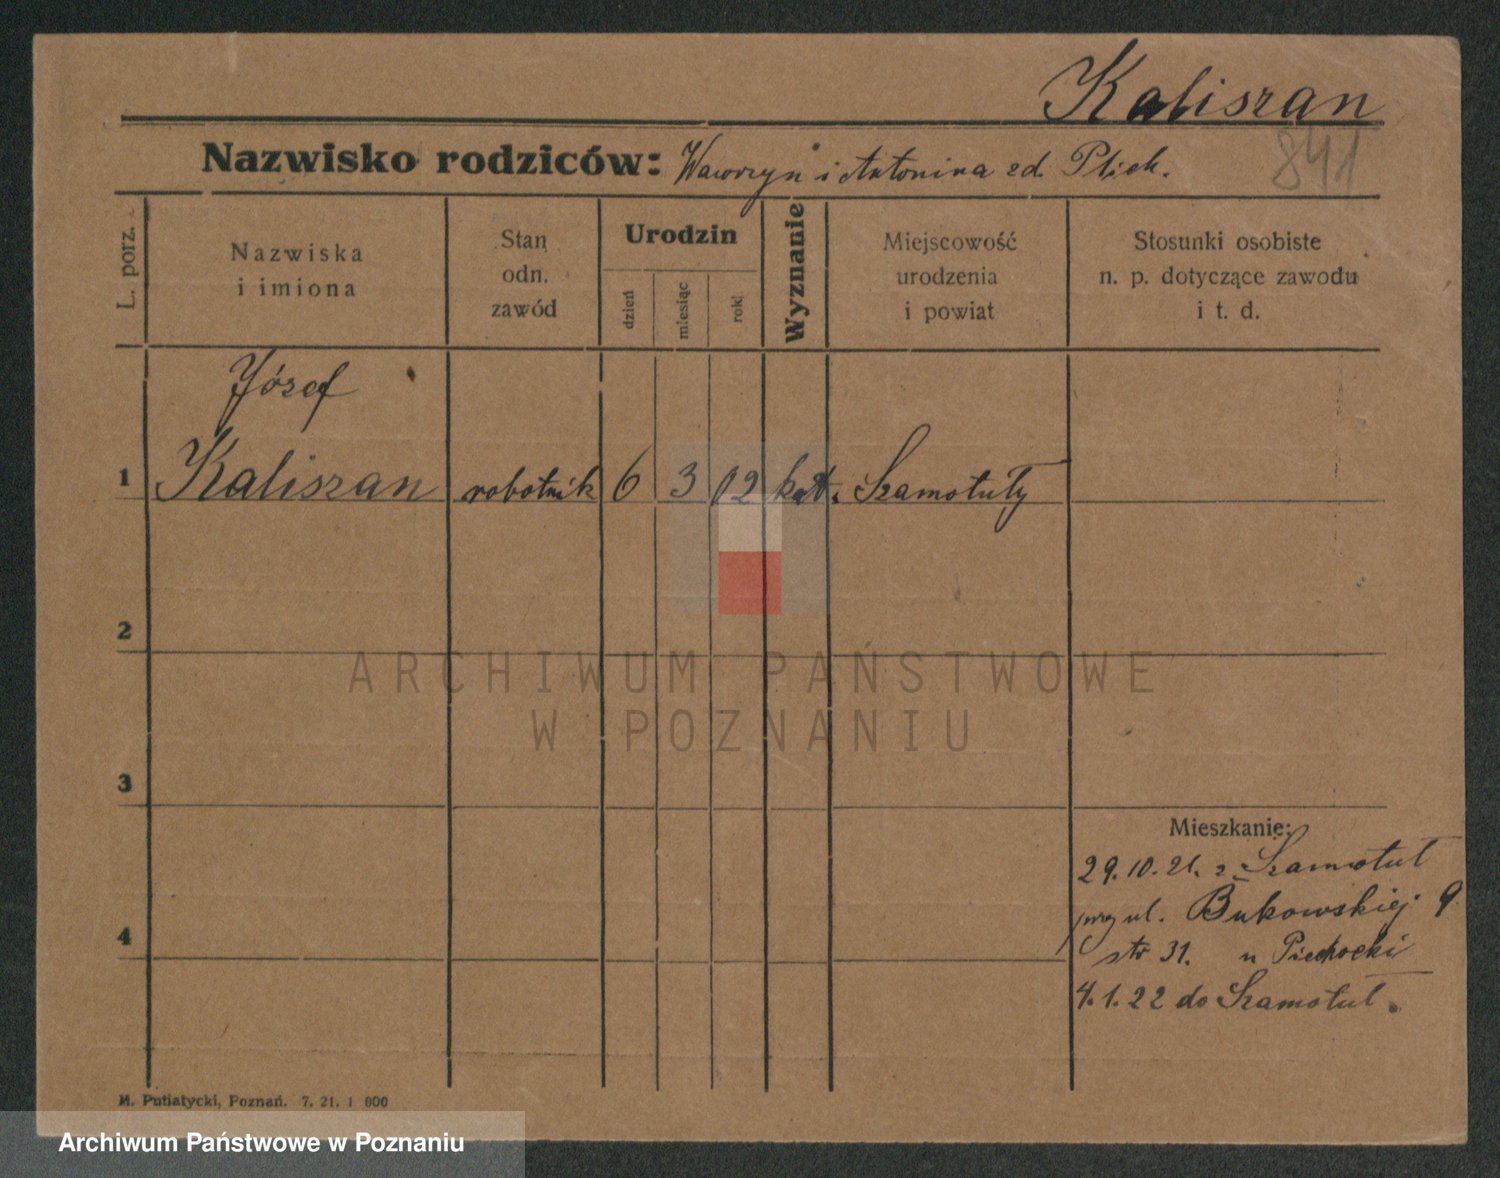 Kaliszan
841
Nazwisko rodziców: Wawrzyn i Antonina zd. Ptich.
L. porz.
Nazwiska
i imiona
Stan
odn.
zawód
Urodzin
dzień
miesiąc
rok
Wyznanie
Miejscowość
urodzenia
i powiat
Stosunki osobiste
n. p. dotyczące zawodu
i t. d.
Józef
1 Kaliszan robotnik 6 3 02 kat. Szamotuły
2
ARCHIWUM PAŃSTWOWE
W POZNANIU
3
Mieszkanie:
29.10.21. z Szamotuł
przy ul. Bukowskiej 9
4
str 31. u Piechocki
4.1.22 do Szamotuł.
M. Putiatycki, Poznań. 7. 21. 1 000
Archiwum Państwowe w Poznaniu